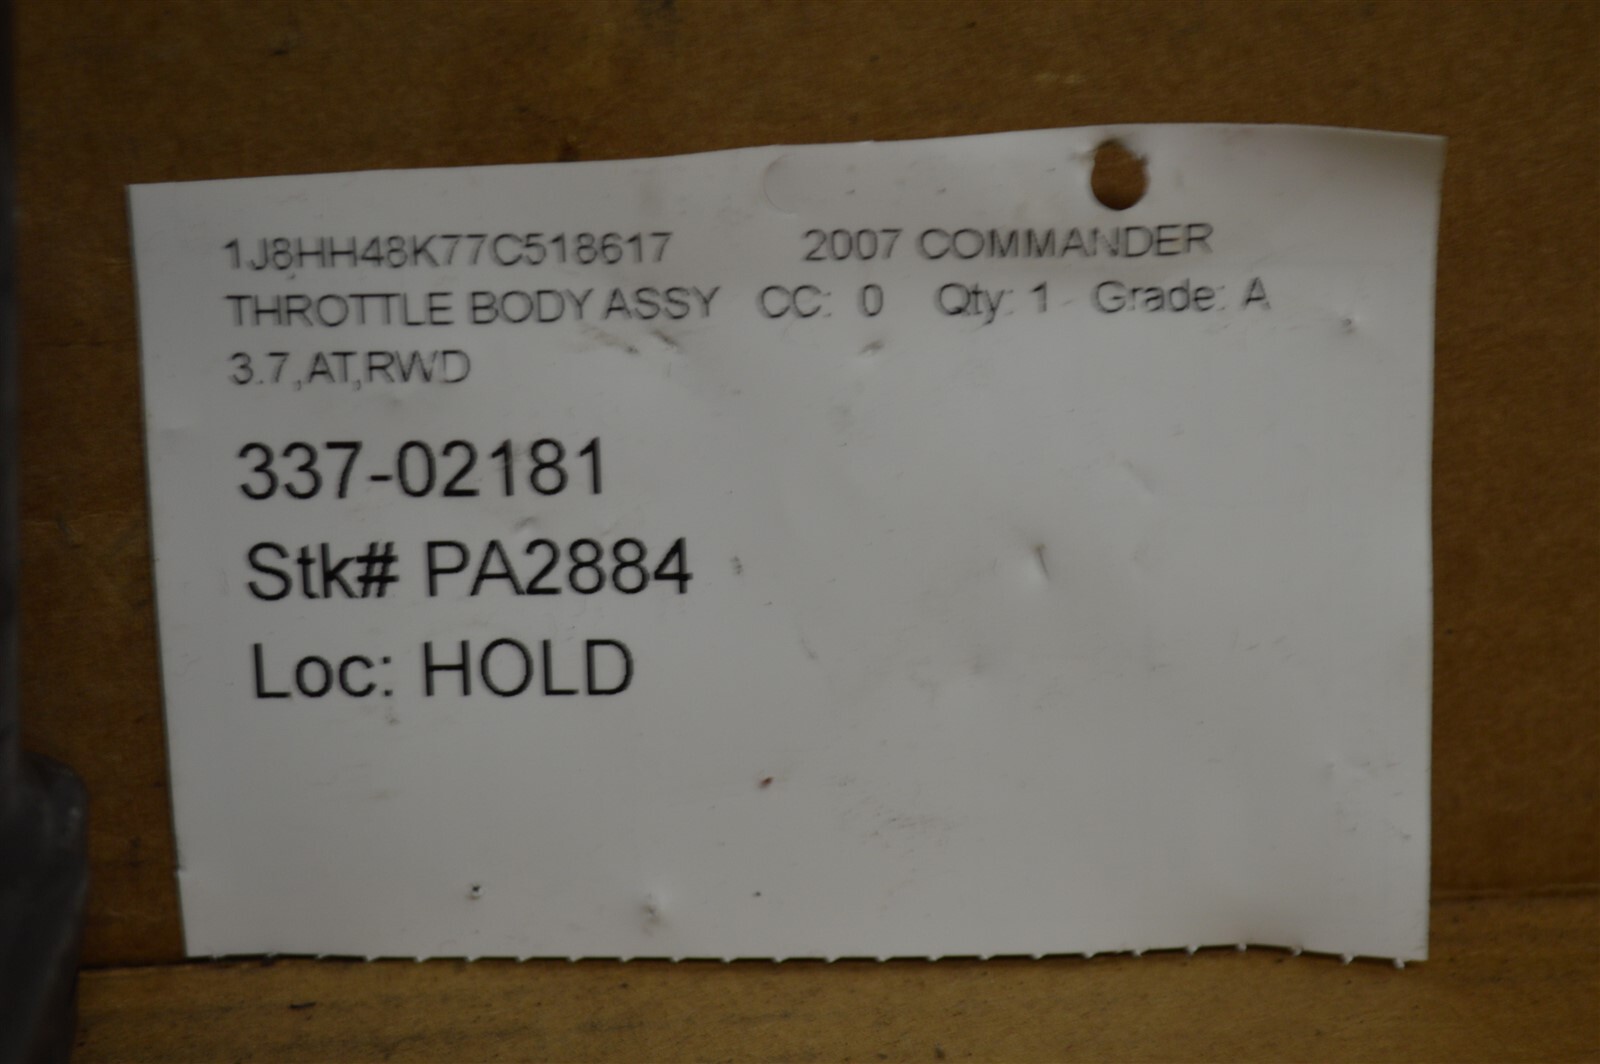 1J8HH48K77C518617 2007 COMMANDER
THROTTLE BODY ASSY CC: 0 Qty: 1 Grade: A
3.7,AT,RWD
337-02181
Stk# PA2884
Loc: HOLD